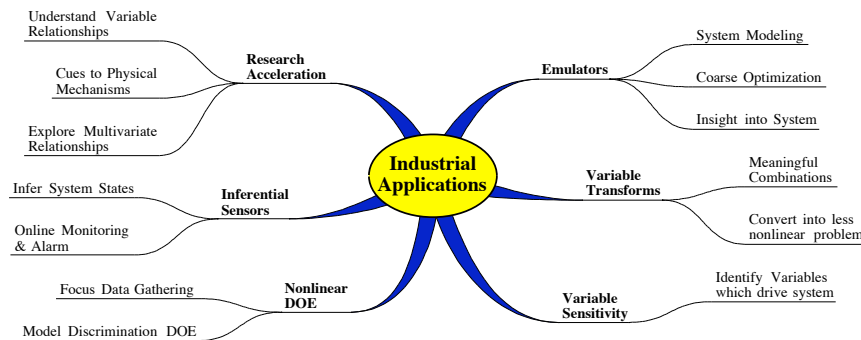 Understand Variable
Relationships
Cues to Physical
Mechanisms
Explore Multivariate
Relationships
Research
Acceleration
Infer System States
Online Monitoring
& Alarm
Inferential
Sensors
Focus Data Gathering
Model Discrimination DOE
Nonlinear
DOE
Industrial
Applications
Emulators
System Modeling
Coarse Optimization
Insight into System
Variable
Transforms
Meaningful
Combinations
Convert into less
nonlinear problem
Variable
Sensitivity
Identify Variables
which drive system